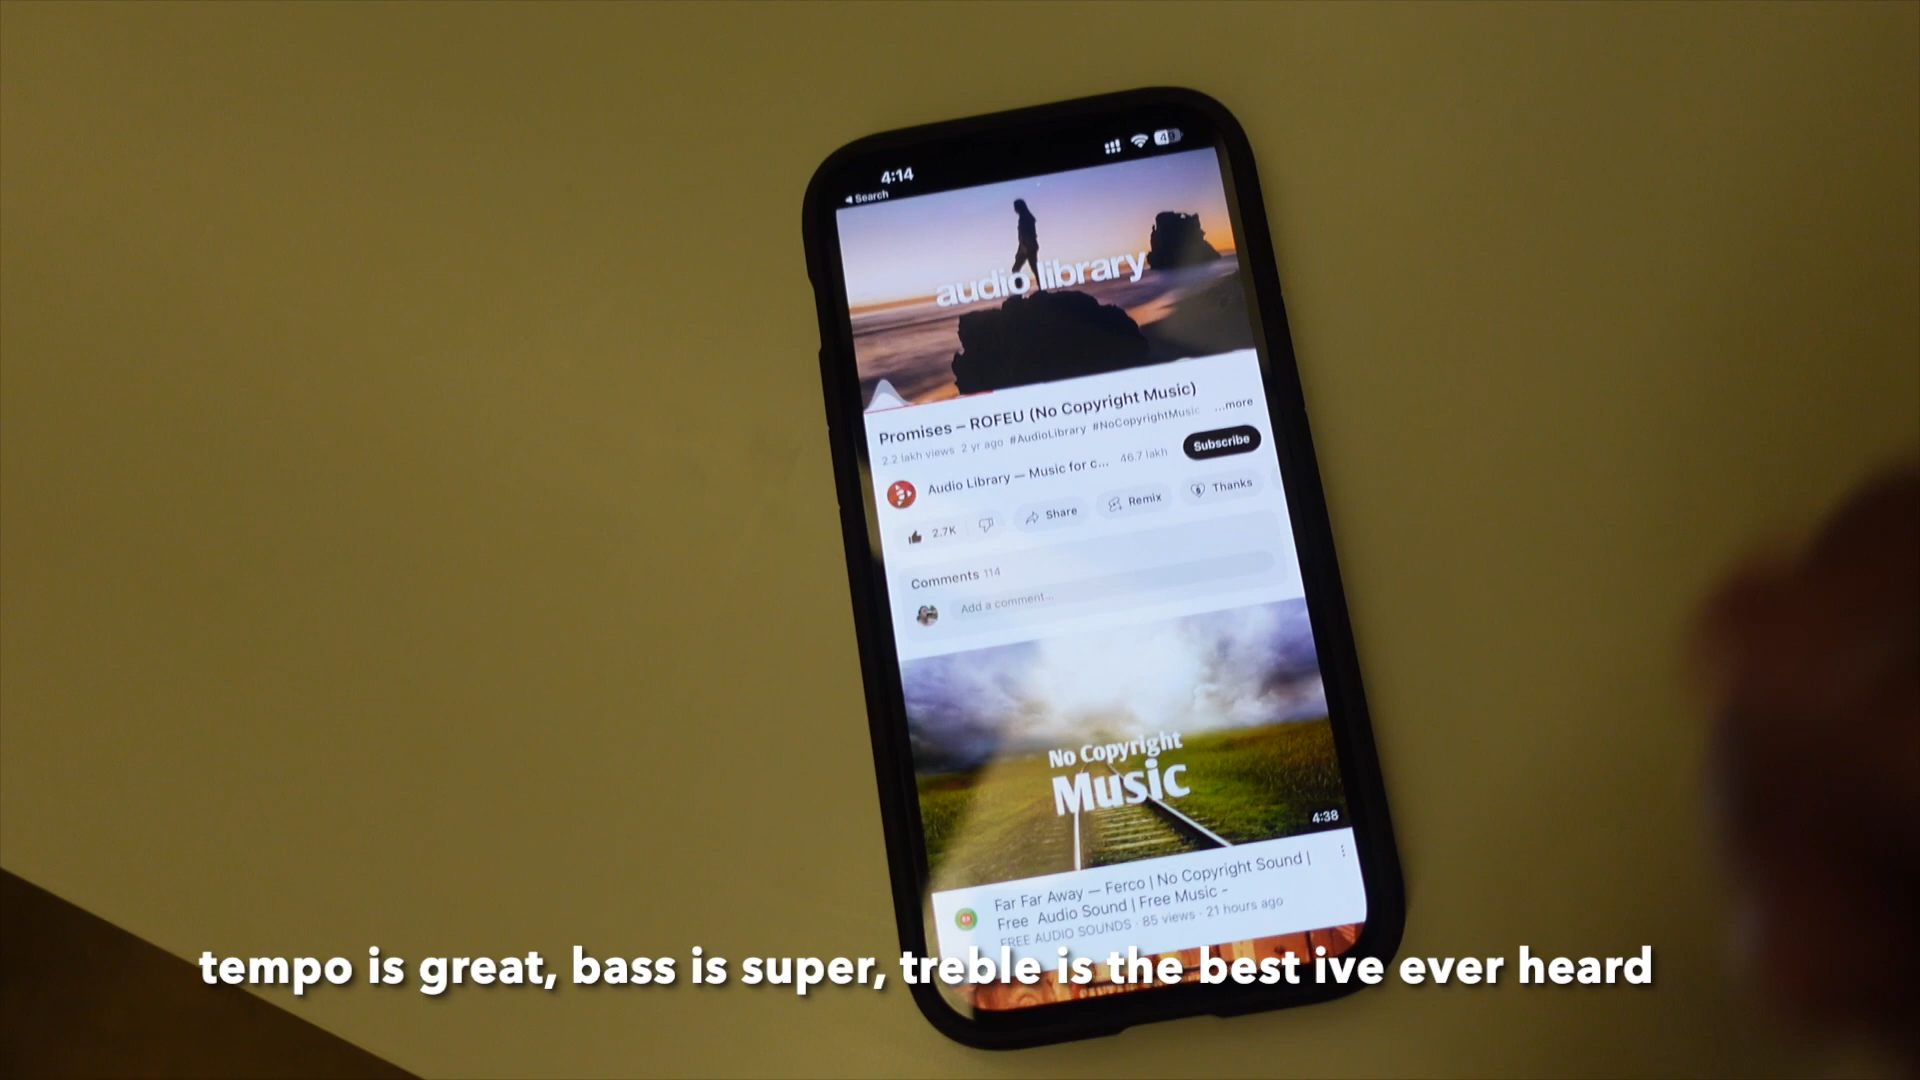 4:14
49
◀ Search
audio library
Promises – ROFEU (No Copyright Music)
2.2 lakh views 2 yr ago #AudioLibrary #NoCopyrightMusic ...more
Audio Library — Music for c... 46.7 lakh Subscribe
2.7K Share Remix Thanks
Comments 114
Add a comment...
No Copyright
Music
4:38
Far Far Away — Ferco | No Copyright Sound |
Free Audio Sound | Free Music -
FREE AUDIO SOUNDS · 85 views · 21 hours ago
tempo is great, bass is super, treble is the best ive ever heard